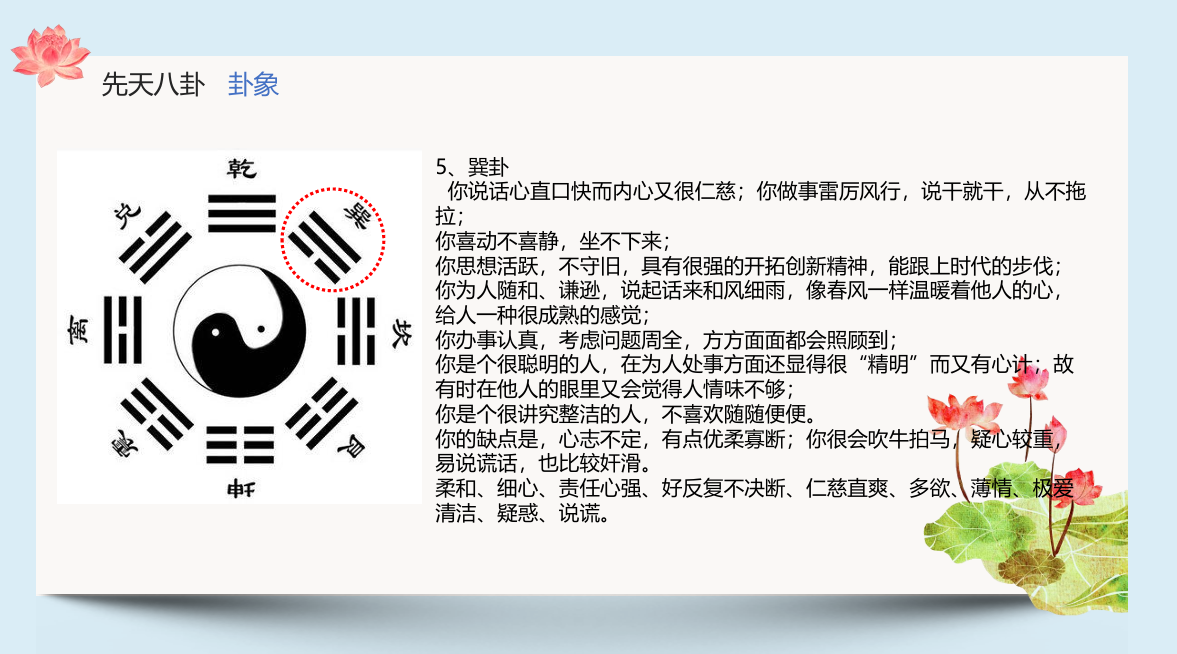 先天八卦 卦象
乾
兑
巽
离
坎
震
艮
坤
5、巽卦
你说话心直口快而内心又很仁慈；你做事雷厉风行，说干就干，从不拖
拉；
你喜动不喜静，坐不下来；
你思想活跃，不守旧，具有很强的开拓创新精神，能跟上时代的步伐；
你为人随和、谦逊，说起话来和风细雨，像春风一样温暖着他人的心，
给人一种很成熟的感觉；
你办事认真，考虑问题周全，方方面面都会照顾到；
你是个很聪明的人，在为人处事方面还显得很“精明”而又有心计；故
有时在他人的眼里又会觉得人情味不够；
你是个很讲究整洁的人，不喜欢随随便便。
你的缺点是，心志不定，有点优柔寡断；你很会吹牛拍马，疑心较重，
易说谎话，也比较奸滑。
柔和、细心、责任心强、好反复不决断、仁慈直爽、多欲、薄情、极爱
清洁、疑惑、说谎。